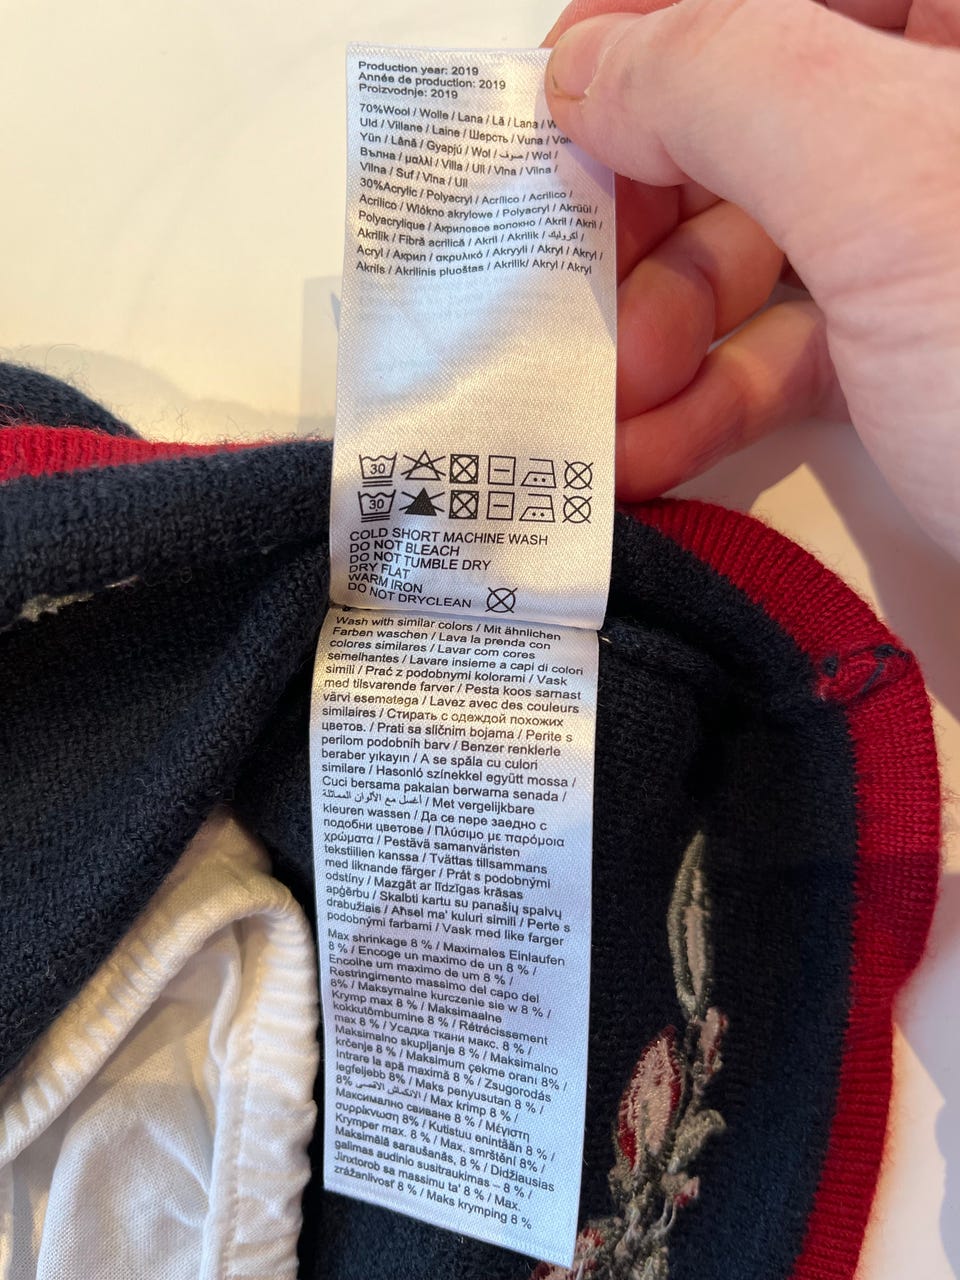 Production year: 2019
Année de production: 2019
Proizvodnje: 2019
70%Wool / Wolle / Lana / Lã / Lana /
Uld / Villane / Laine / Шерсть / Vuna /
Yün / Lână / Gyapjú / Wol / صوف / Wol /
Вълна / μαλλί / Villa / Ull / Vlna / Vilna /
Vilna / Suf / Vlna / Ull
30%Acrylic / Polyacryl / Acrílico / Acrílico /
Acrilico / Włókno akrylowe / Polyacryl / Akrüül /
Polyacrylique / Акриловое волокно / Akril / Akril /
Akrilik / Fibră acrilică / Akril / Akrilik / أكروليك /
Acryl / Акрил / ακρυλικό / Akryyli / Akryl / Akryl /
Akrils / Akrilinis pluoštas / Akrilik/ Akryl / Akryl
30
30
COLD SHORT MACHINE WASH
DO NOT BLEACH
DO NOT TUMBLE DRY
DRY FLAT
WARM IRON
DO NOT DRYCLEAN
Wash with similar colors / Mit ähnlichen
Farben waschen / Lava la prenda con
colores similares / Lavar com cores
semelhantes / Lavare insieme a capi di colori
simili / Prać z podobnymi kolorami / Vask
med tilsvarende farver / Pesta koos sarnast
värvi esemetega / Lavez avec des couleurs
similaires / Стирать с одеждой похожих
цветов. / Prati sa sličnim bojama / Perite s
perilom podobnih barv / Benzer renklerle
beraber yıkayın / A se spăla cu culori
similare / Hasonló színekkel együtt mossa /
Cuci bersama pakaian berwarna senada /
اغسل مع الألوان المماثلة / Met vergelijkbare
kleuren wassen / Да се пере заедно с
подобни цветове / Πλύσιμο με παρόμοια
χρώματα / Pestävä samanväristen
tekstiilien kanssa / Tvättas tillsammans
med liknande färger / Prát s podobnými
odstíny / Mazgāt ar līdzīgas krāsas
apģērbu / Skalbti kartu su panašių spalvų
drabužiais / Aħsel ma' kuluri simili / Perte s
podobnými farbami / Vask med like farger
Max shrinkage 8 % / Maximales Einlaufen
8 % / Encoge un maximo de un 8 % /
Encolhe um maximo de um 8 % /
Restringimento massimo del capo del
8% / Maksymalne kurczenie sie w 8% /
Krymp max 8 % / Maksimaalne
kokkutõmbumine 8 % / Rétrécissement
max 8 % / Усадка ткани макс. 8 % /
Maksimalno skupljanje 8 % / Maksimalno
krčenje 8 % / Maksimum çekme oranı 8% /
Intrare la apă maximă 8 % / Zsugorodás
legfeljebb 8% / Maks penyusutan 8 % /
8% الانكماش الأقصى / Max krimp 8 % /
Максимално свиване 8 % / Μέγιστη
συρρίκνωση 8% / Kutistuu enintään 8 % /
Krymper max. 8 % / Max. smrštění 8% /
Maksimālā saraušanās, 8 % / Didžiausias
galimas audinio susitraukimas – 8 % /
Jinxtorob sa massimu ta' 8 % / Max.
zrážanlivosť 8 % / Maks krymping 8 %